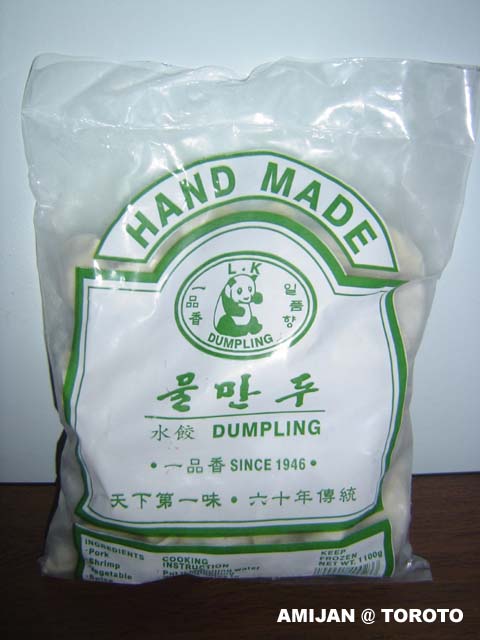 HAND MADE
L.K
一品香
일품향
DUMPLING
물만두
水餃 DUMPLING
·一品香 SINCE 1946·
天下第一味·六十年傳統
INGREDIENTS
·Pork
·Shrimp
Vegetable
COOKING
INSTRUCTION
KEEP
FROZEN
NET WT. 1100g
AMIJAN @ TOROTO